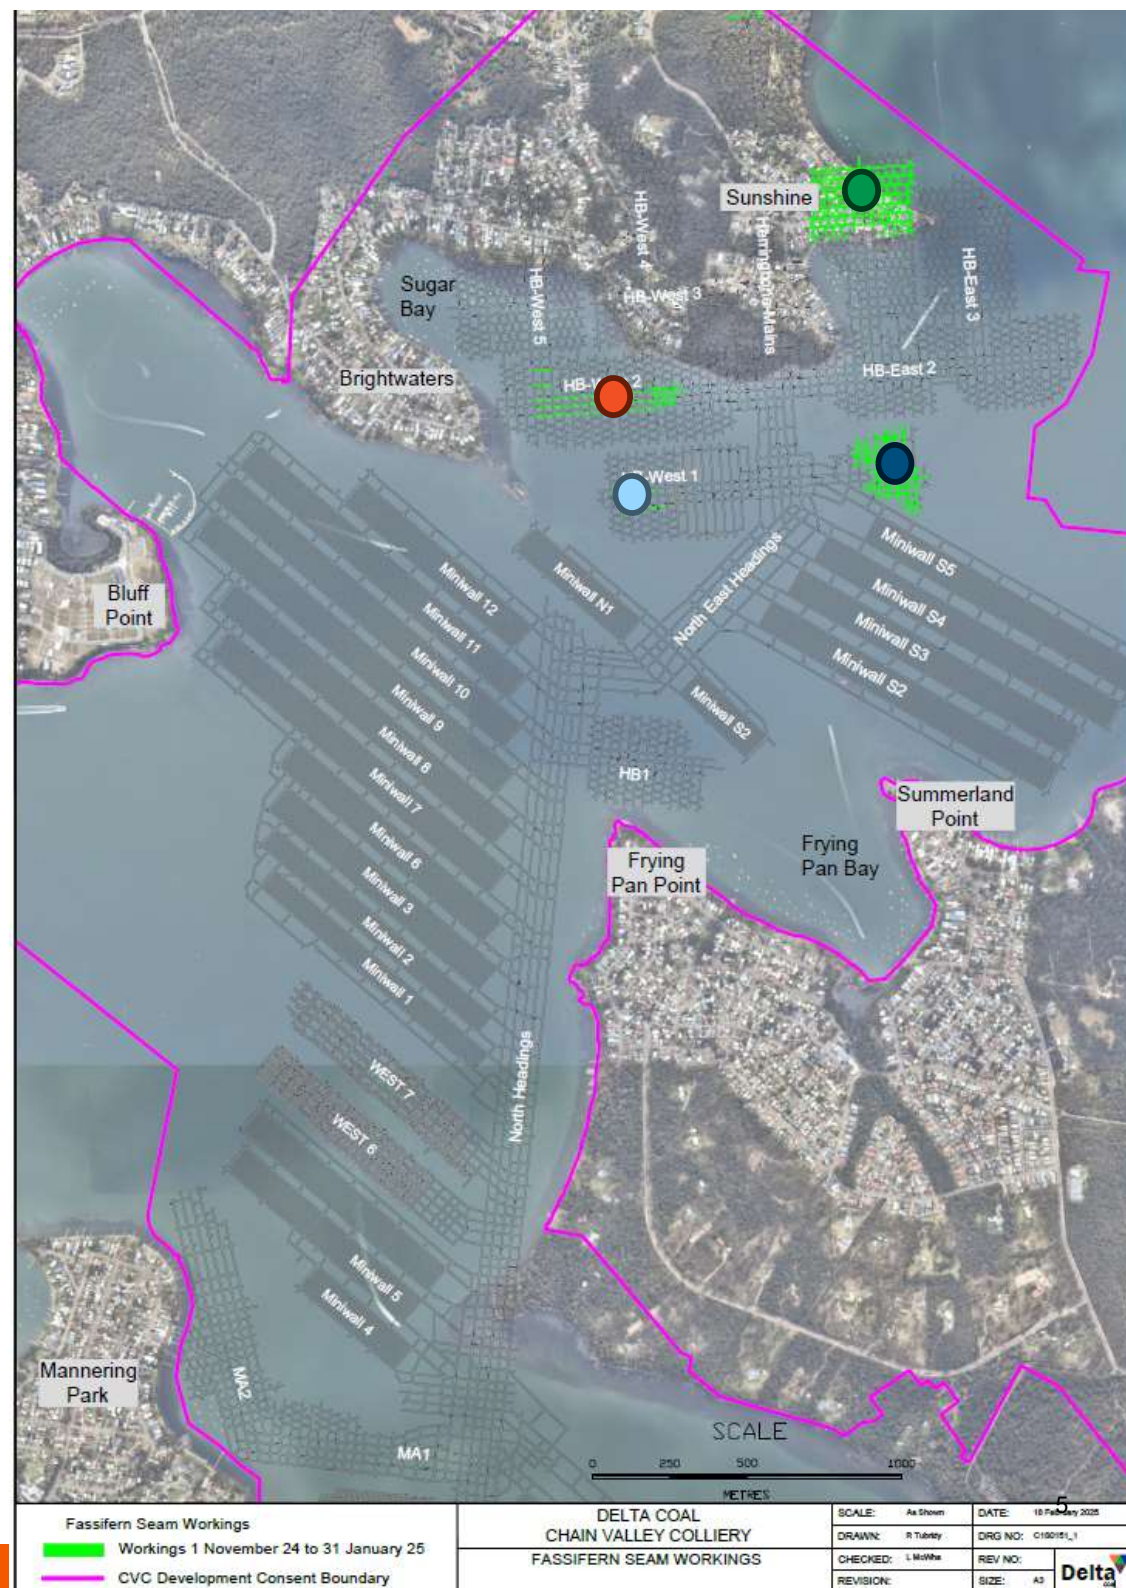 Sunshine
HB-West 4
HB-East 3
Sugar
Bay
HB-West 5
HB-West 3
HB-East 2
Brightwaters
HB-West 1
Miniwall S5
Miniwall N1
North East Headings
Miniwall 12
Miniwall S4
Bluff
Point
Miniwall 11
Miniwall S3
Miniwall 10
Miniwall S2
Miniwall 9
Miniwall S2
Miniwall 8
HB1
Miniwall 7
Summerland
Point
Miniwall 6
Frying
Pan Bay
Frying
Pan Point
Miniwall 3
Miniwall 2
Miniwall 1
North Headings
WEST 7
WEST 6
Miniwall 5
Miniwall 4
Mannering
Park
MA2
MA1
SCALE
0 250 500 1000
METRES
5
Fassifern Seam Workings
Workings 1 November 24 to 31 January 25
CVC Development Consent Boundary
DELTA COAL
CHAIN VALLEY COLLIERY
FASSIFERN SEAM WORKINGS
SCALE: As Shown
DATE: 2025
DRAWN:
DRG NO:
CHECKED:
REV NO:
REVISION:
SIZE: A3
Delta